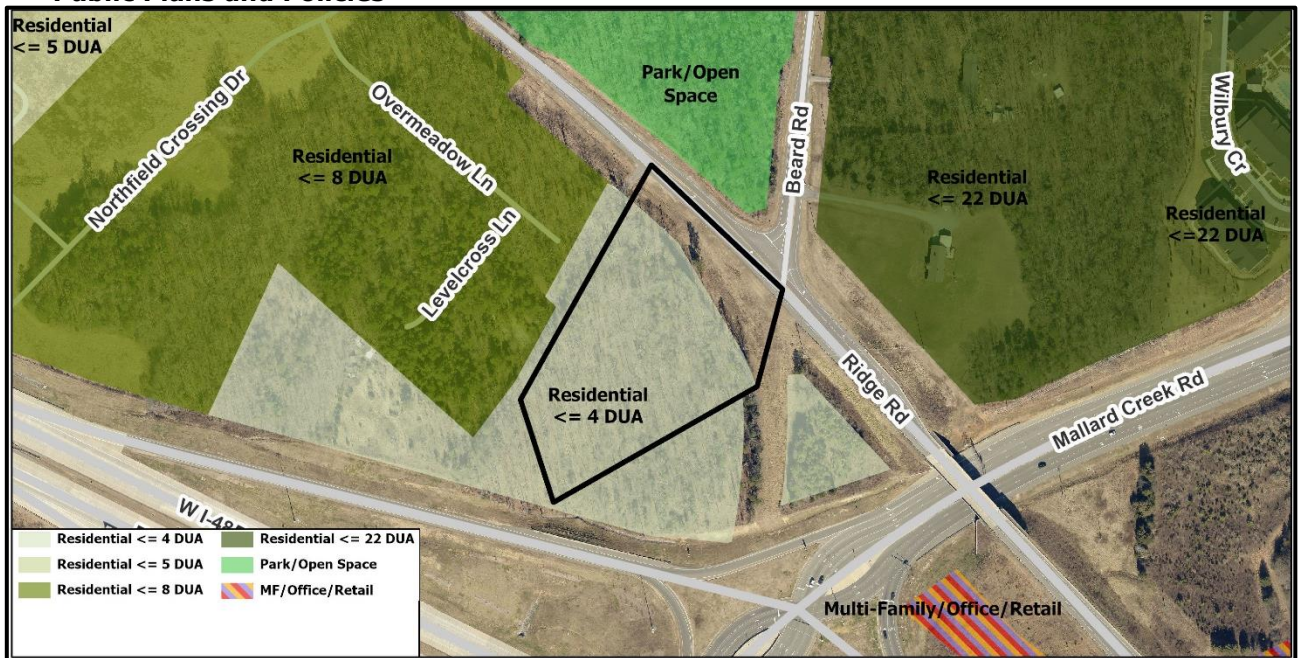 Public Plans and Policies
Residential
<= 5 DUA
Northfield Crossing Dr
Overmeadow Ln
Levelcross Ln
Residential
<= 8 DUA
Park/Open
Space
Beard Rd
Residential
<= 22 DUA
Wilbury Cr
Residential
<=22 DUA
Residential
<= 4 DUA
Ridge Rd
Mallard Creek Rd
W I-485
Residential <= 4 DUA
Residential <= 5 DUA
Residential <= 8 DUA
Residential <= 22 DUA
Park/Open Space
MF/Office/Retail
Multi-Family/Office/Retail